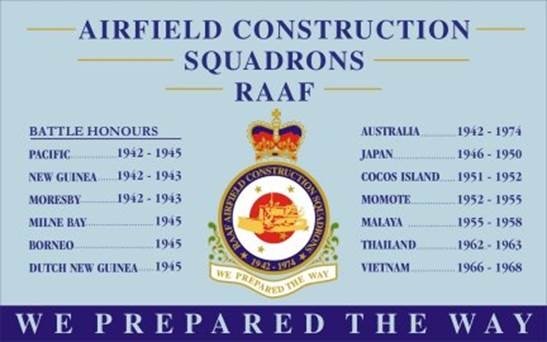 AIRFIELD CONSTRUCTION
SQUADRONS
RAAF
BATTLE HONOURS
PACIFIC 1942 - 1945
NEW GUINEA 1942 - 1943
MORESBY 1942 - 1943
MILNE BAY 1945
BORNEO 1945
DUTCH NEW GUINEA 1945
RAAF AIRFIELD CONSTRUCTION SQUADRONS
1942 - 1974
WE PREPARED THE WAY
AUSTRALIA 1942 - 1974
JAPAN 1946 - 1950
COCOS ISLAND 1951 - 1952
MOMOTE 1952 - 1955
MALAYA 1955 - 1958
THAILAND 1962 - 1963
VIETNAM 1966 - 1968
WE PREPARED THE WAY